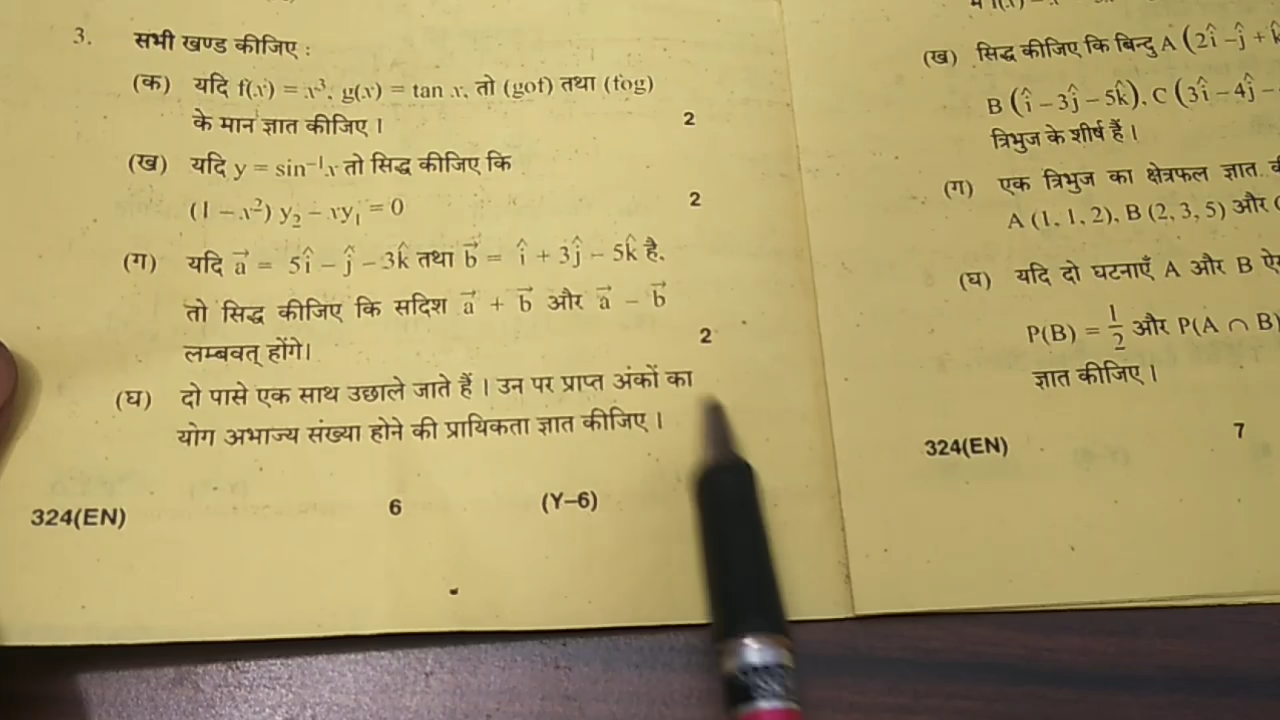 3. सभी खण्ड कीजिए :
(क) यदि f(x) = x³, g(x) = tan x, तो (gof) तथा (fog)
के मान ज्ञात कीजिए । 2
(ख) यदि y = sin⁻¹x तो सिद्ध कीजिए कि
(1 – x²) y₂ – xy₁ = 0 2
(ग) यदि a⃗ = 5î – ĵ – 3k̂ तथा b⃗ = î + 3ĵ – 5k̂ है,
तो सिद्ध कीजिए कि सदिश a⃗ + b⃗ और a⃗ – b⃗
लम्बवत् होंगे। 2
(घ) दो पासे एक साथ उछाले जाते हैं । उन पर प्राप्त अंकों का
योग अभाज्य संख्या होने की प्रायिकता ज्ञात कीजिए ।
324(EN) 6 (Y–6)
(ख) सिद्ध कीजिए कि बिन्दु A (2î – ĵ + k̂
B (î – 3ĵ – 5k̂), C (3î – 4ĵ –
त्रिभुज के शीर्ष हैं ।
(ग) एक त्रिभुज का क्षेत्रफल ज्ञात
A (1, 1, 2), B (2, 3, 5) और
(घ) यदि दो घटनाएँ A और B
P(B) = 1/2 और P(A ∩ B)
ज्ञात कीजिए ।
324(EN) 7